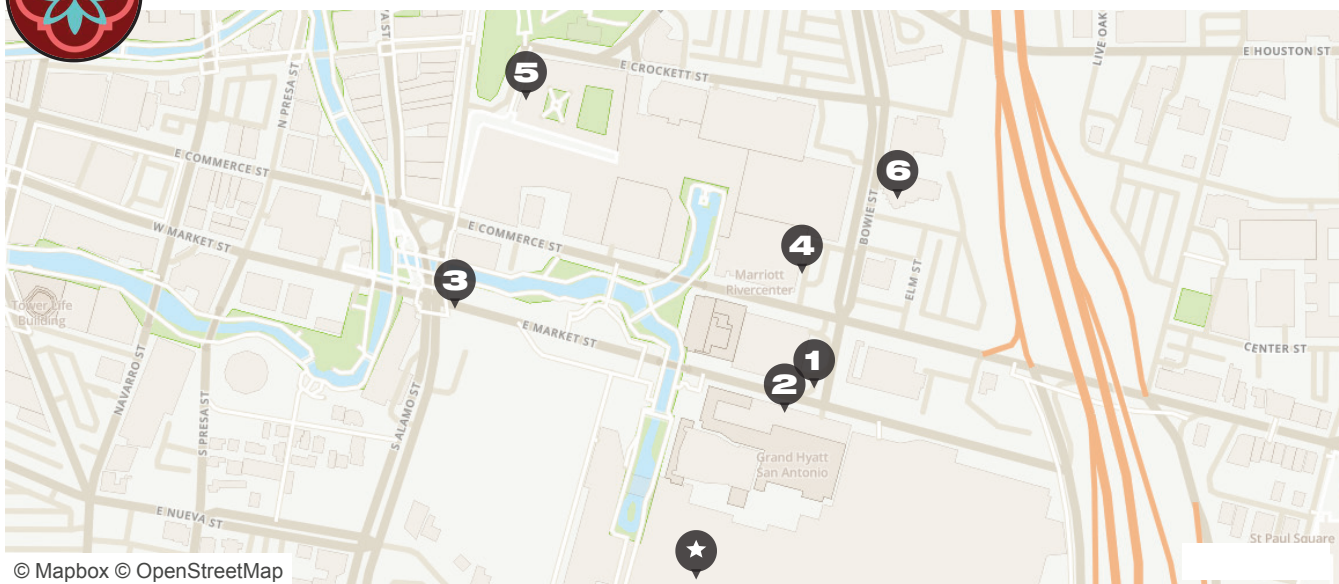 E HOUSTON ST
LIVE OAK
A ST
5
E CROCKETT ST
N PRESA ST
E COMMERCE ST
6
BOWIE ST
W MARKET ST
E COMMERCE ST
4
3
Marriott
Rivercenter
ELM ST
Tower Life
Building
E MARKET ST
CENTER ST
1
2
NAVARRO ST
S PRESA ST
S ALAMO ST
Grand Hyatt
San Antonio
E NUEVA ST
St Paul Square
© Mapbox © OpenStreetMap